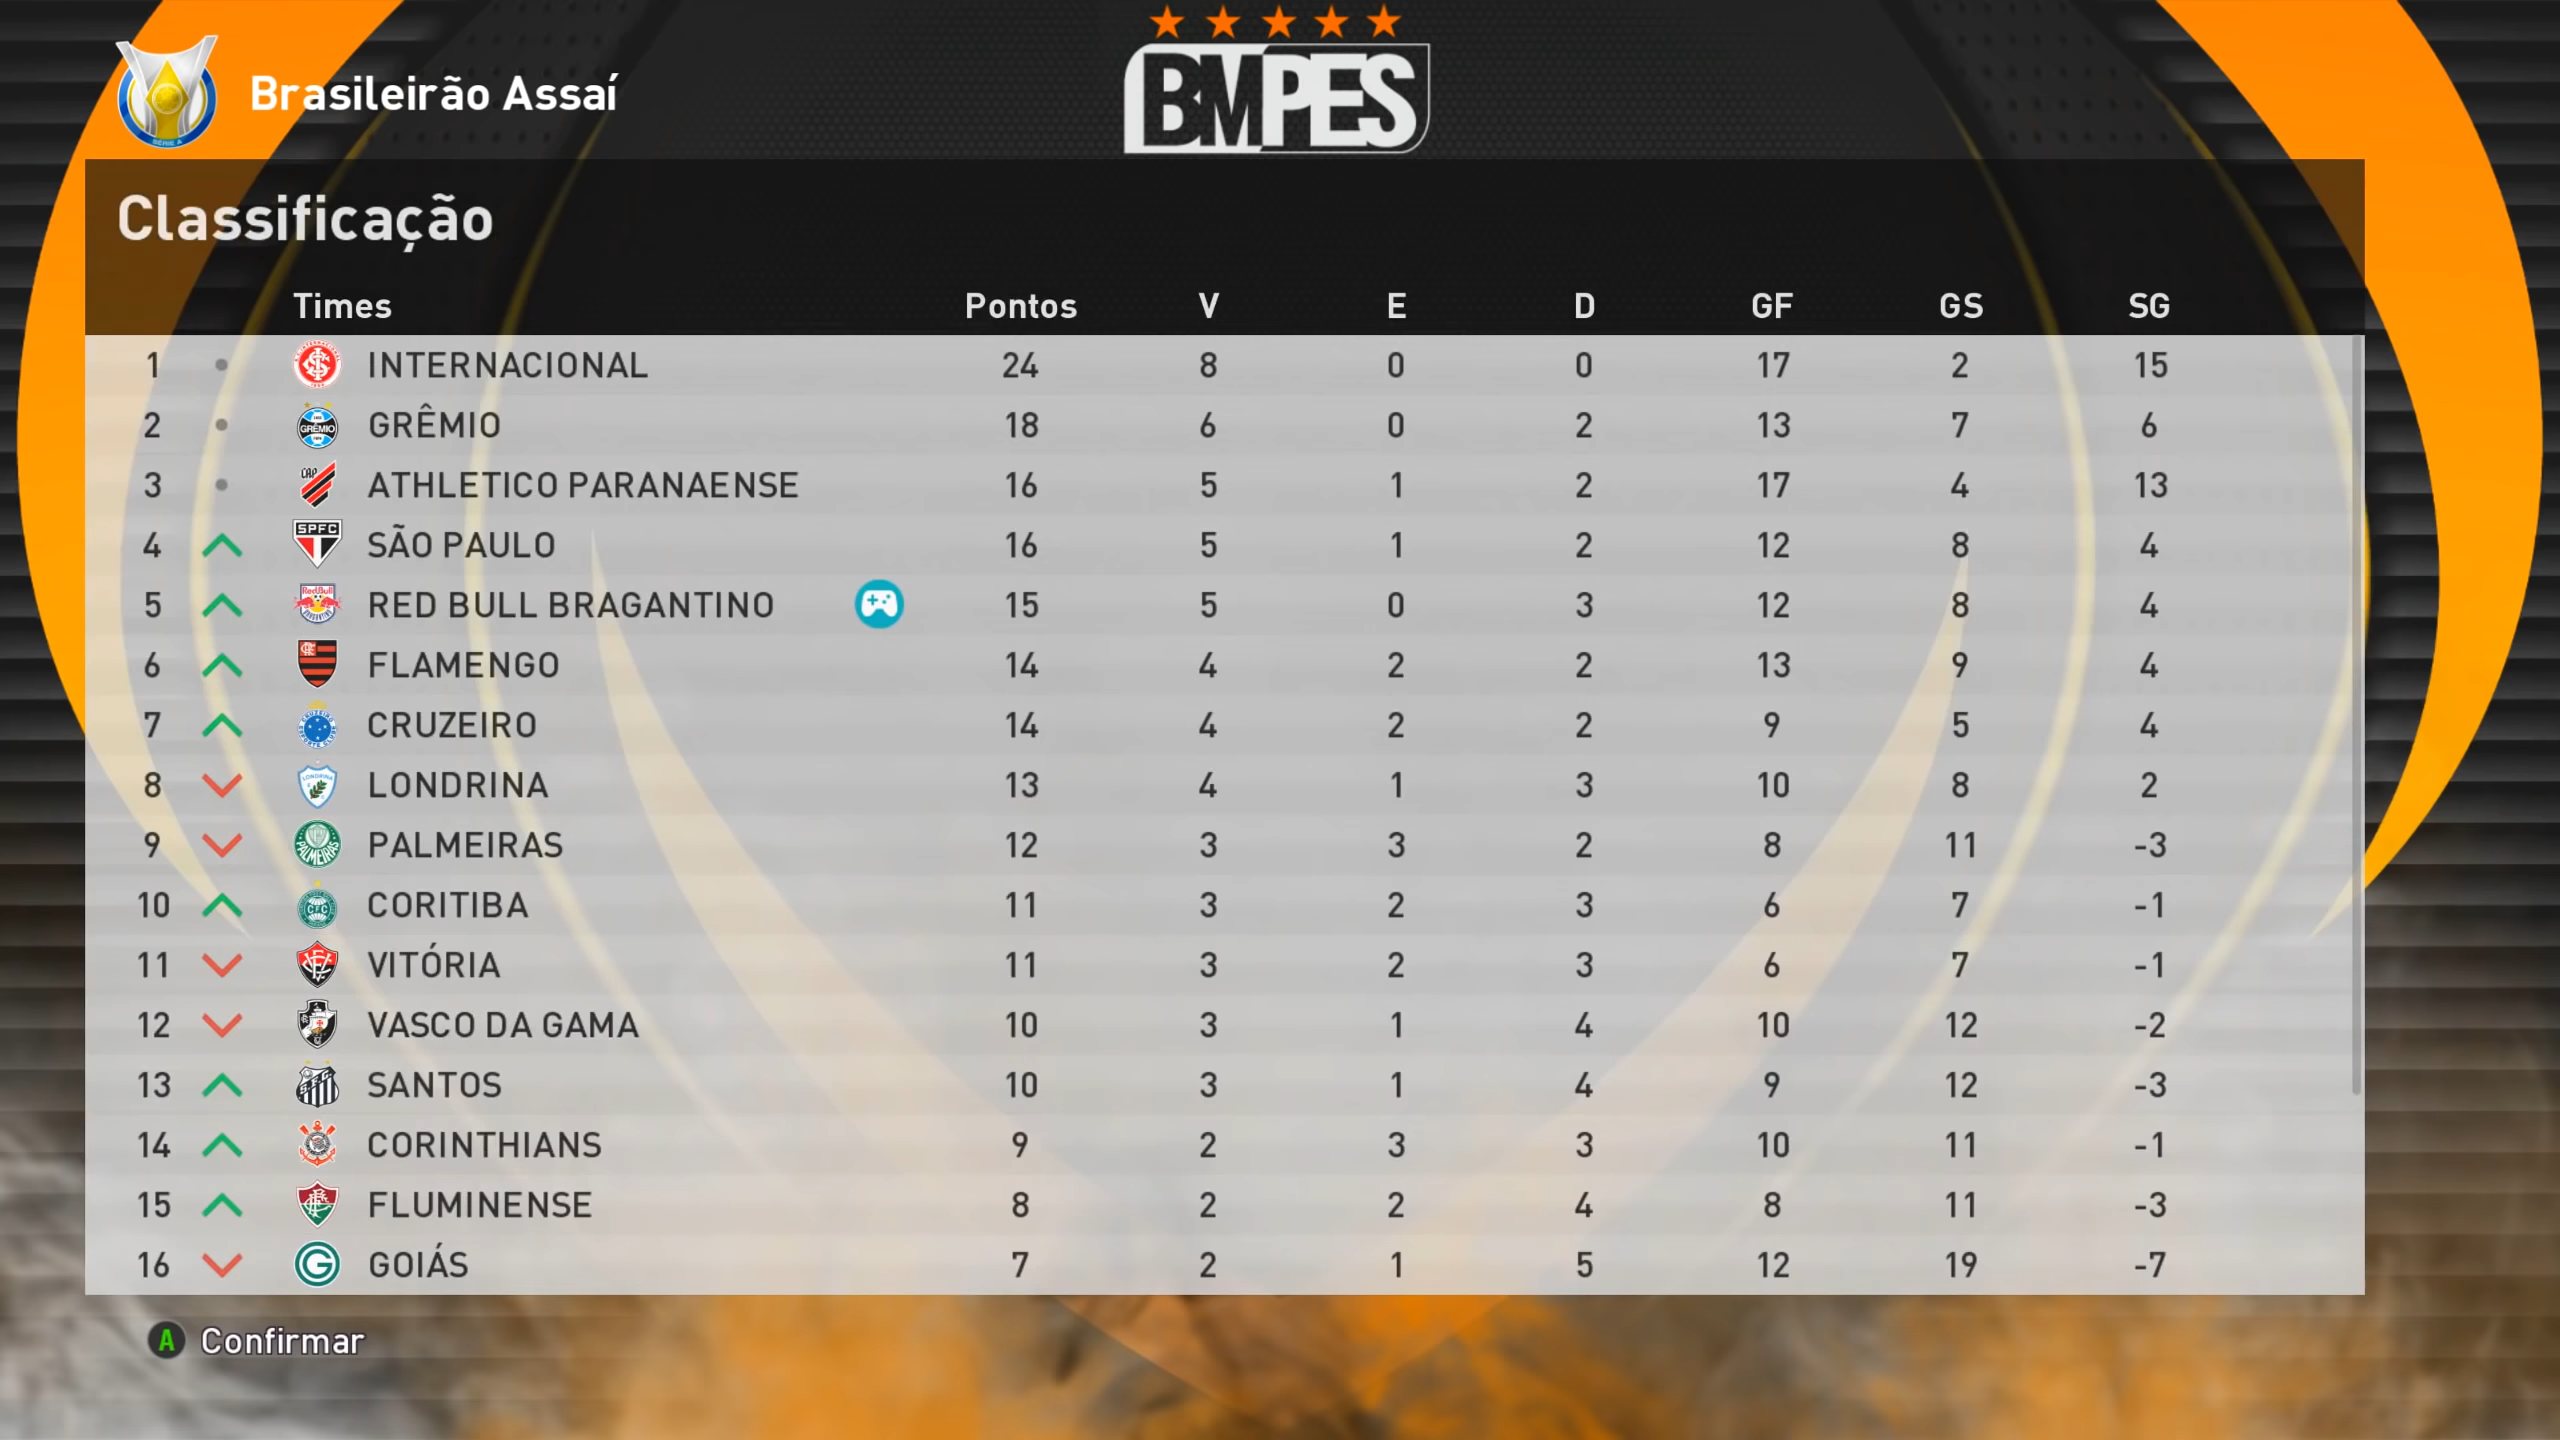 Brasileirão Assaí
BMPES
Classificação
Times Pontos V E D GF GS SG
1 INTERNACIONAL 24 8 0 0 17 2 15
2 GRÊMIO 18 6 0 2 13 7 6
3 ATHLETICO PARANAENSE 16 5 1 2 17 4 13
4 SÃO PAULO 16 5 1 2 12 8 4
5 RED BULL BRAGANTINO 15 5 0 3 12 8 4
6 FLAMENGO 14 4 2 2 13 9 4
7 CRUZEIRO 14 4 2 2 9 5 4
8 LONDRINA 13 4 1 3 10 8 2
9 PALMEIRAS 12 3 3 2 8 11 -3
10 CORITIBA 11 3 2 3 6 7 -1
11 VITÓRIA 11 3 2 3 6 7 -1
12 VASCO DA GAMA 10 3 1 4 10 12 -2
13 SANTOS 10 3 1 4 9 12 -3
14 CORINTHIANS 9 2 3 3 10 11 -1
15 FLUMINENSE 8 2 2 4 8 11 -3
16 GOIÁS 7 2 1 5 12 19 -7
A Confirmar